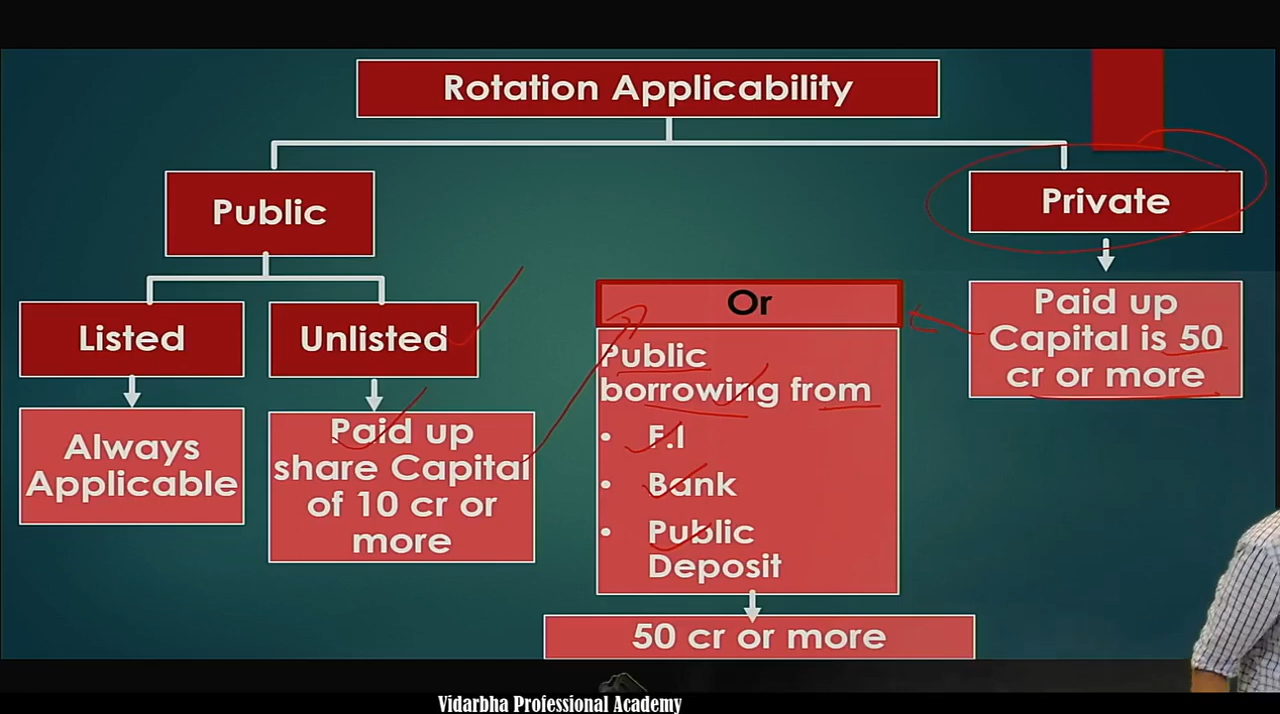 Rotation Applicability
Public
Private
Listed
Unlisted
Always
Applicable
Paid up
share Capital
of 10 cr or
more
Or
Public
borrowing from
• F.I
• Bank
• Public
Deposit
50 cr or more
Paid up
Capital is 50
cr or more
Vidarbha Professional Academy